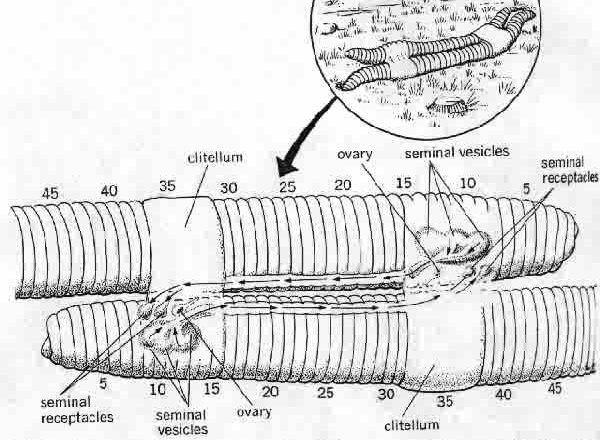 clitellum
ovary
seminal vesicles
seminal
receptacles
45 40 35 30 25 20 15 10 5
5 10 15 20 25 30 35 40 45
seminal
receptacles
seminal
vesicles
ovary
clitellum